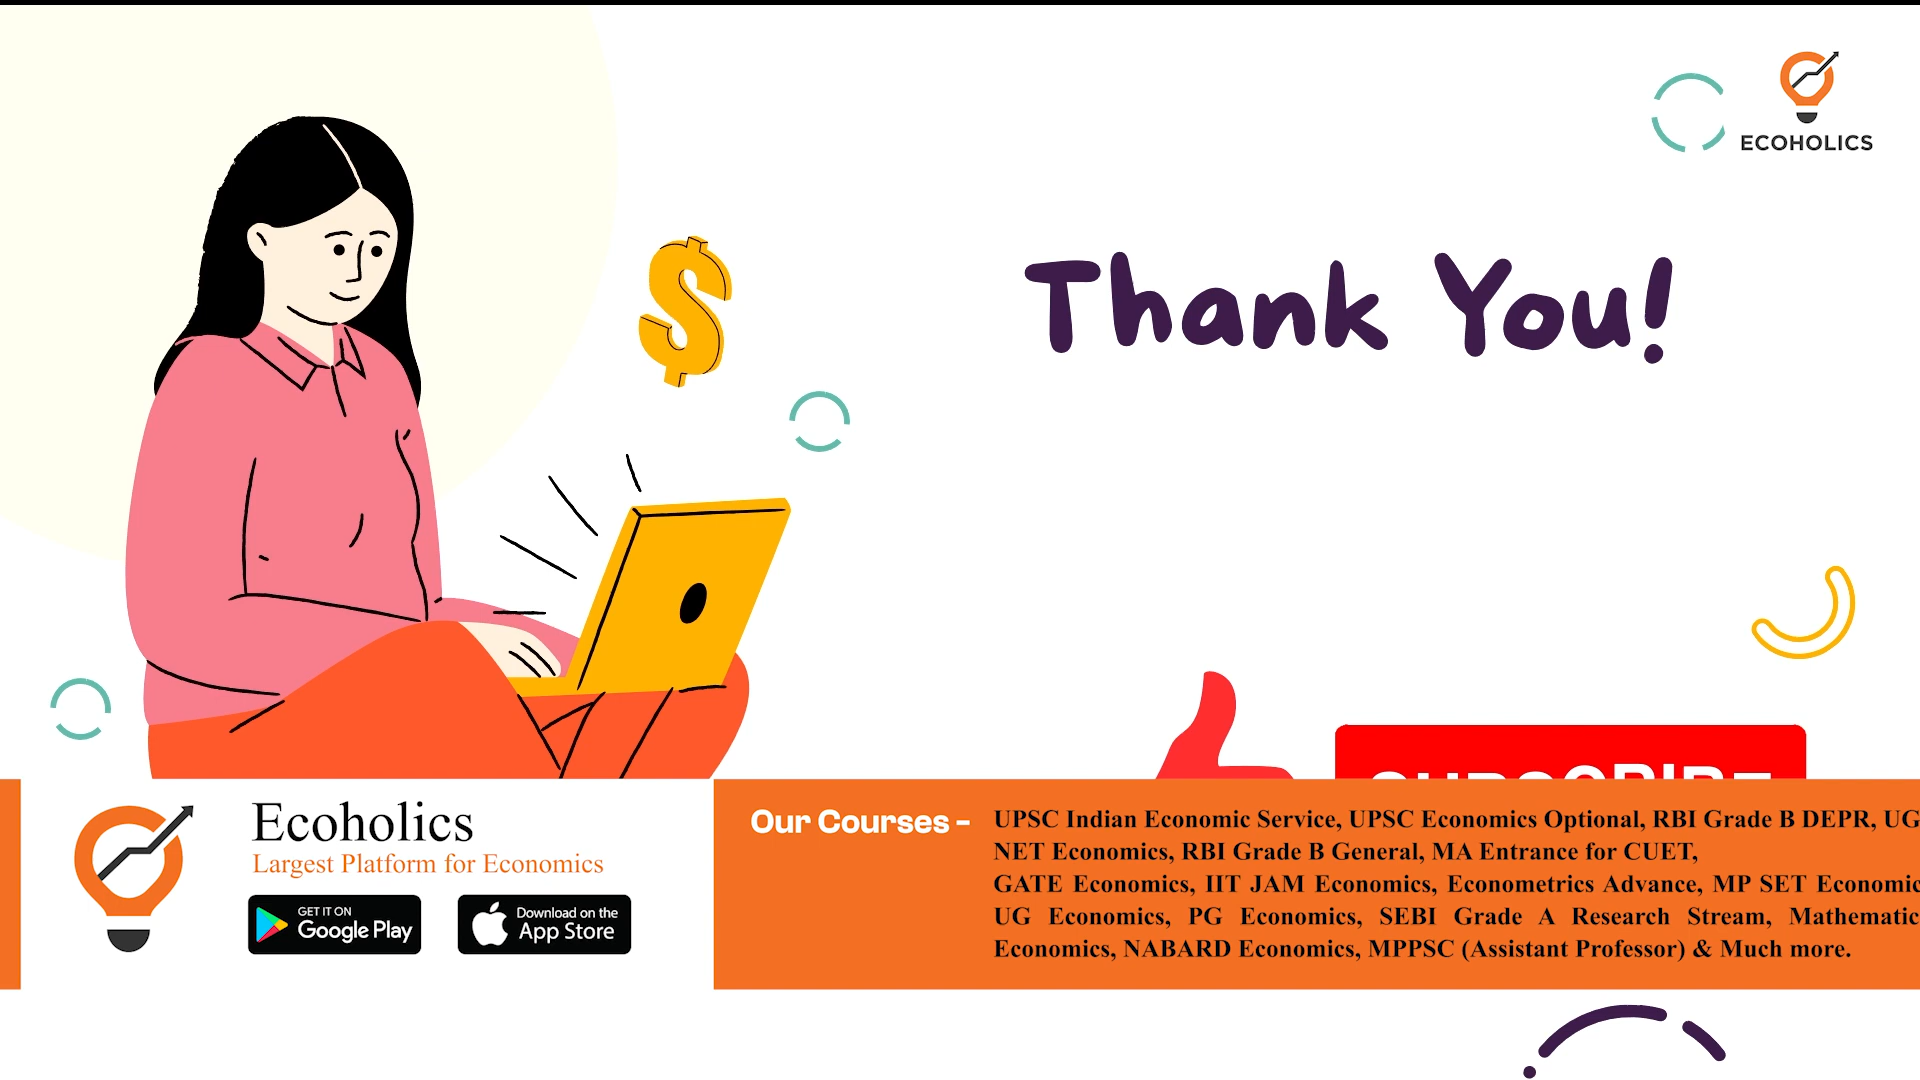 ECOHOLICS
Thank You!
Ecoholics
Largest Platform for Economics
GET IT ON
Google Play
Download on the
App Store
Our Courses -
UPSC Indian Economic Service, UPSC Economics Optional, RBI Grade B DEPR, UG
NET Economics, RBI Grade B General, MA Entrance for CUET,
GATE Economics, IIT JAM Economics, Econometrics Advance, MP SET Economic
UG Economics, PG Economics, SEBI Grade A Research Stream, Mathematic
Economics, NABARD Economics, MPPSC (Assistant Professor) & Much more.